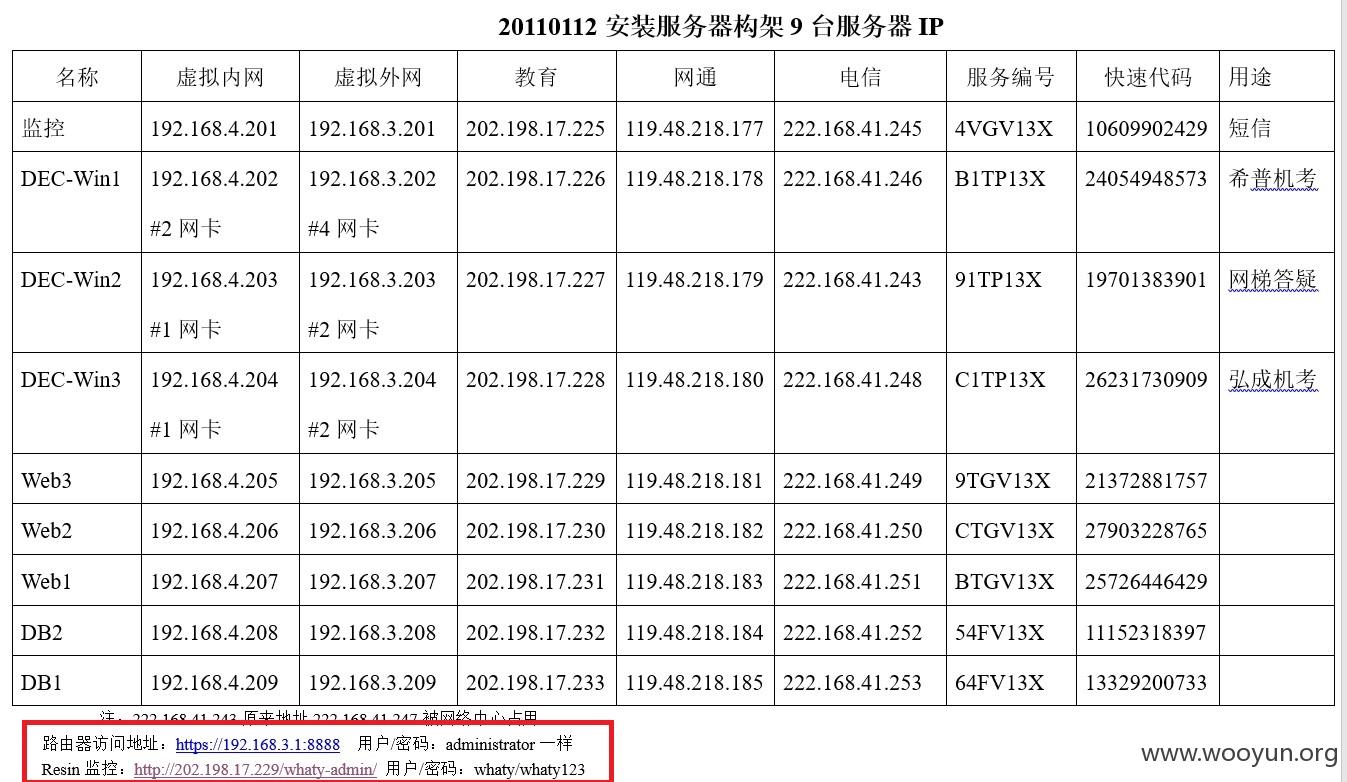 20110112 安装服务器构架 9 台服务器 IP
名称 虚拟内网 虚拟外网 教育 网通 电信 服务编号 快速代码 用途
监控 192.168.4.201 192.168.3.201 202.198.17.225 119.48.218.177 222.168.41.245 4VGV13X 10609902429 短信
DEC-Win1 192.168.4.202 192.168.3.202 202.198.17.226 119.48.218.178 222.168.41.246 B1TP13X 24054948573 希普机考
#2 网卡 #4 网卡
DEC-Win2 192.168.4.203 192.168.3.203 202.198.17.227 119.48.218.179 222.168.41.243 91TP13X 19701383901 网梯答疑
#1 网卡 #2 网卡
DEC-Win3 192.168.4.204 192.168.3.204 202.198.17.228 119.48.218.180 222.168.41.248 C1TP13X 26231730909 弘成机考
#1 网卡 #2 网卡
Web3 192.168.4.205 192.168.3.205 202.198.17.229 119.48.218.181 222.168.41.249 9TGV13X 21372881757
Web2 192.168.4.206 192.168.3.206 202.198.17.230 119.48.218.182 222.168.41.250 CTGV13X 27903228765
Web1 192.168.4.207 192.168.3.207 202.198.17.231 119.48.218.183 222.168.41.251 BTGV13X 25726446429
DB2 192.168.4.208 192.168.3.208 202.198.17.232 119.48.218.184 222.168.41.252 54FV13X 11152318397
DB1 192.168.4.209 192.168.3.209 202.198.17.233 119.48.218.185 222.168.41.253 64FV13X 13329200733
注：222.168.41.243 原来地址 222.168.41.247 被网络中心占用
路由器访问地址：https://192.168.3.1:8888 用户/密码：administrator 一样
Resin 监控：http://202.198.17.229/whaty-admin/ 用户/密码：whaty/whaty123
www.wooyun.org